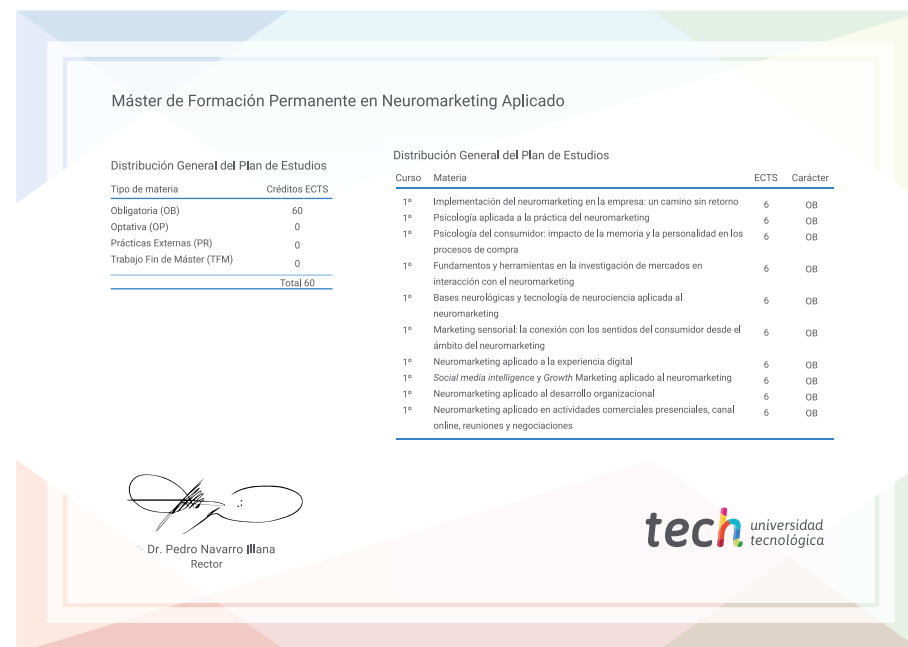 Máster de Formación Permanente en Neuromarketing Aplicado
Distribución General del Plan de Estudios
Tipo de materia Créditos ECTS
Obligatoria (OB) 60
Optativa (OP) 0
Prácticas Externas (PR) 0
Trabajo Fin de Máster (TFM) 0
Total 60
Distribución General del Plan de Estudios
Curso Materia ECTS Carácter
1º Implementación del neuromarketing en la empresa: un camino sin retorno 6 OB
1º Psicología aplicada a la práctica del neuromarketing 6 OB
1º Psicología del consumidor: impacto de la memoria y la personalidad en los 6 OB
procesos de compra
1º Fundamentos y herramientas en la investigación de mercados en 6 OB
interacción con el neuromarketing
1º Bases neurológicas y tecnología de neurociencia aplicada al 6 OB
neuromarketing
1º Marketing sensorial: la conexión con los sentidos del consumidor desde el 6 OB
ámbito del neuromarketing
1º Neuromarketing aplicado a la experiencia digital 6 OB
1º Social media intelligence y Growth Marketing aplicado al neuromarketing 6 OB
1º Neuromarketing aplicado al desarrollo organizacional 6 OB
1º Neuromarketing aplicado en actividades comerciales presenciales, canal 6 OB
online, reuniones y negociaciones
Dr. Pedro Navarro Illana
Rector
tech universidad
tecnológica